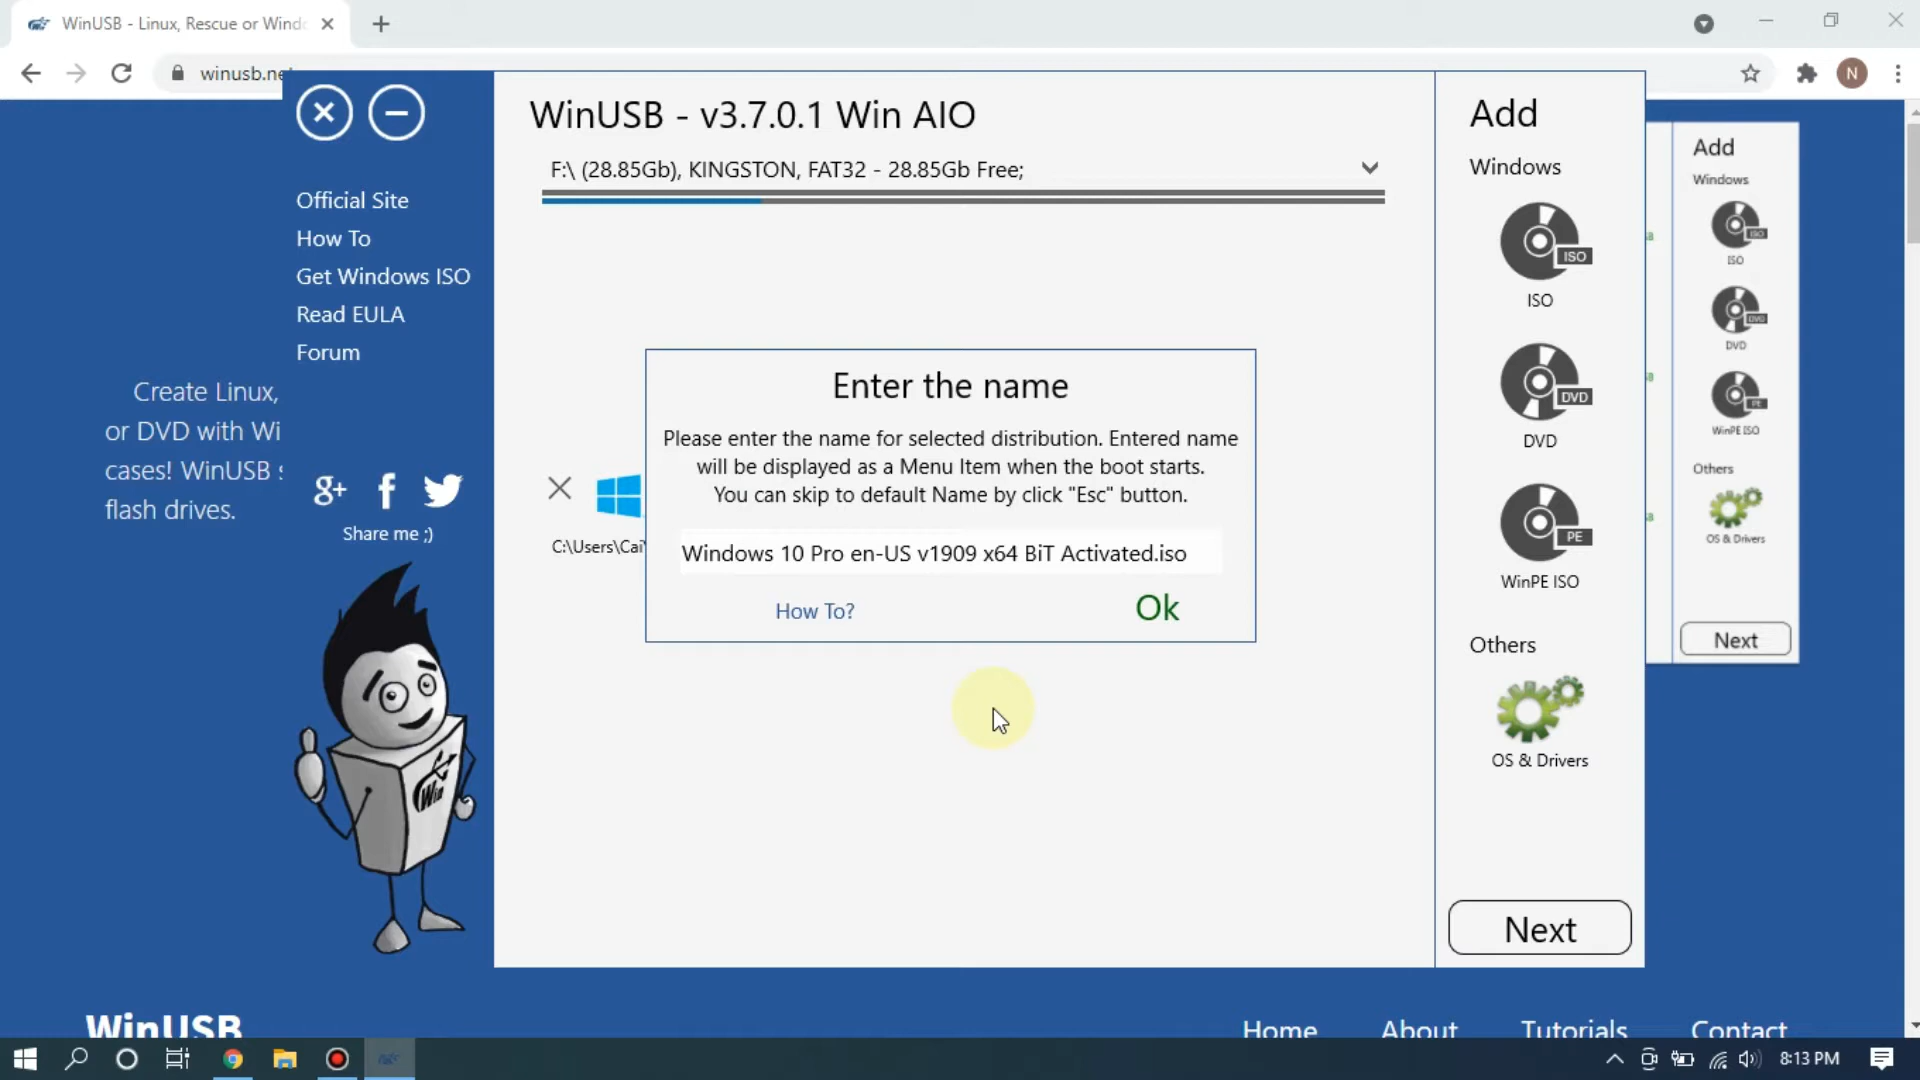 WinUSB - Linux, Rescue or Wind
winusb.ne
N
WinUSB - v3.7.0.1 Win AIO
F:\ (28.85Gb), KINGSTON, FAT32 - 28.85Gb Free;
Official Site
How To
Get Windows ISO
Read EULA
Forum
Create Linux,
or DVD with Wi
cases! WinUSB s
flash drives.
g+ f
Share me ;)
Win
Enter the name
Please enter the name for selected distribution. Entered name
will be displayed as a Menu Item when the boot starts.
You can skip to default Name by click "Esc" button.
C:\Users\Cai
Windows 10 Pro en-US v1909 x64 BiT Activated.iso
How To?
Ok
Add
Windows
ISO
ISO
DVD
DVD
PE
WinPE ISO
Others
OS & Drivers
Next
Add
Windows
ISO
ISO
DVD
DVD
PE
WinPE ISO
Others
OS & Drivers
Next
WinUSB
Home
About
Tutorials
Contact
8:13 PM